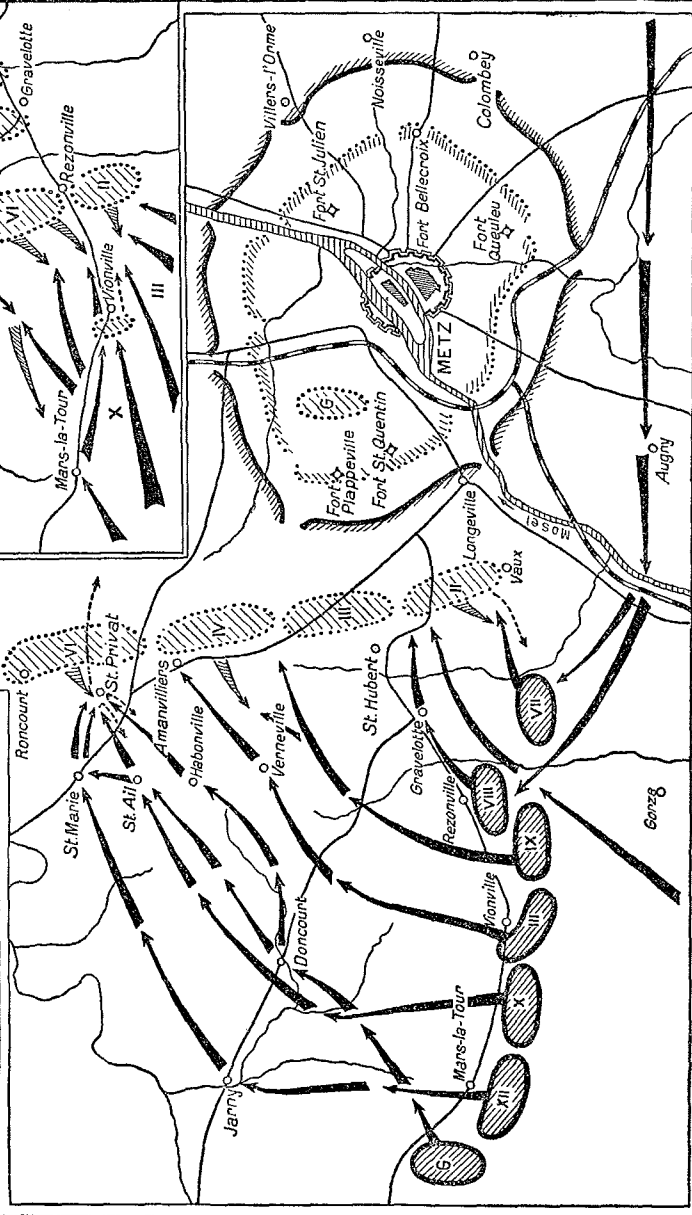 Gravelotte
Rezonville
VI
II
Vionville
III
Mars-la-Tour
X
Villers-l'Orme
Noisseville
Colombey
Fort St. Julien
Fort Bellecroix
Fort Queuleu
METZ
G
Fort Plappeville
Fort St. Quentin
Augny
Mosel
Longeville
Vaux
Roncourt
VI
St. Privat
IV
III
II
Amanvilliers
St. Hubert
St. Marie
St. Ail
Habonville
Verneville
Gravelotte
VII
Rezonville
VIII
Gorze
IX
Vionville
III
Doncourt
X
Mars-la-Tour
Jarny
XII
G